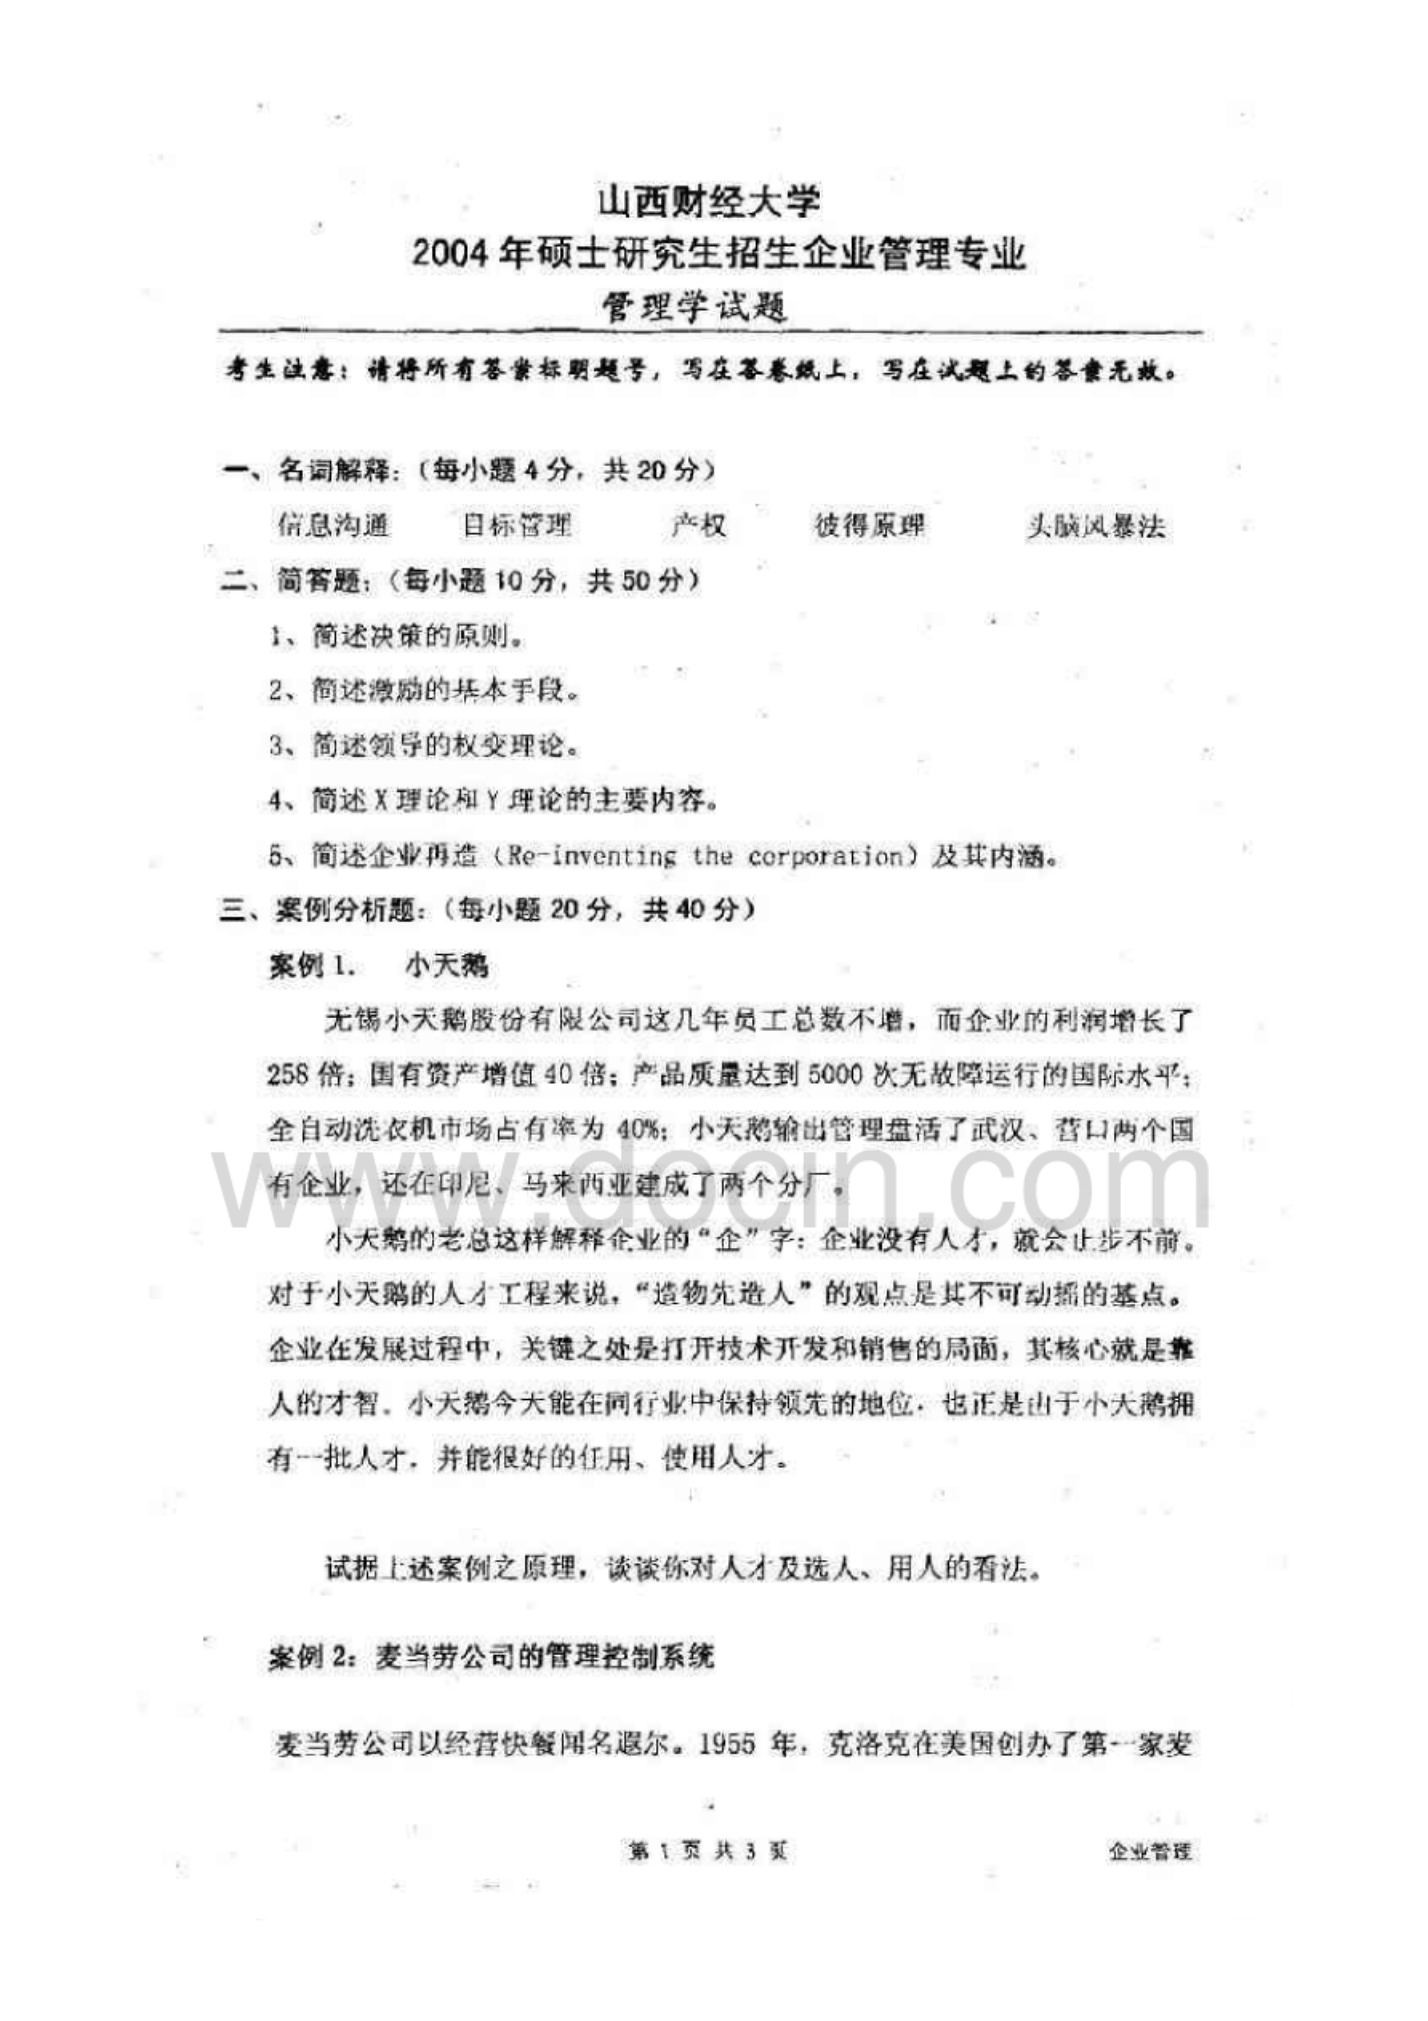 山西财经大学
2004年硕士研究生招生企业管理专业
管理学试题
考生注意：请将所有答案标明题号，写在答卷纸上，写在试题上的答案无效。
一、名词解释：（每小题4分，共20分）
信息沟通 目标管理 产权 彼得原理 头脑风暴法
二、简答题：（每小题10分，共50分）
1、简述决策的原则。
2、简述激励的基本手段。
3、简述领导的权变理论。
4、简述X理论和Y理论的主要内容。
5、简述企业再造（Re-inventing the corporation）及其内涵。
三、案例分析题：（每小题20分，共40分）
案例1. 小天鹅
无锡小天鹅股份有限公司这几年员工总数不增，而企业的利润增长了
258倍；国有资产增值40倍；产品质量达到5000次无故障运行的国际水平；
全自动洗衣机市场占有率为40%；小天鹅输出管理盘活了武汉、营口两个国
有企业，还在印尼、马来西亚建成了两个分厂。
www.docin.com
小天鹅的老总这样解释企业的“企”字：企业没有人才，就会止步不前。
对于小天鹅的人才工程来说，“造物先造人”的观点是其不可动摇的基点。
企业在发展过程中，关键之处是打开技术开发和销售的局面，其核心就是靠
人的才智。小天鹅今天能在同行业中保持领先的地位，也正是由于小天鹅拥
有一批人才，并能很好的任用、使用人才。
试据上述案例之原理，谈谈你对人才及选人、用人的看法。
案例2：麦当劳公司的管理控制系统
麦当劳公司以经营快餐闻名遐尔。1955 年，克洛克在美国创办了第一家麦
第 1 页 共 3 页
企业管理